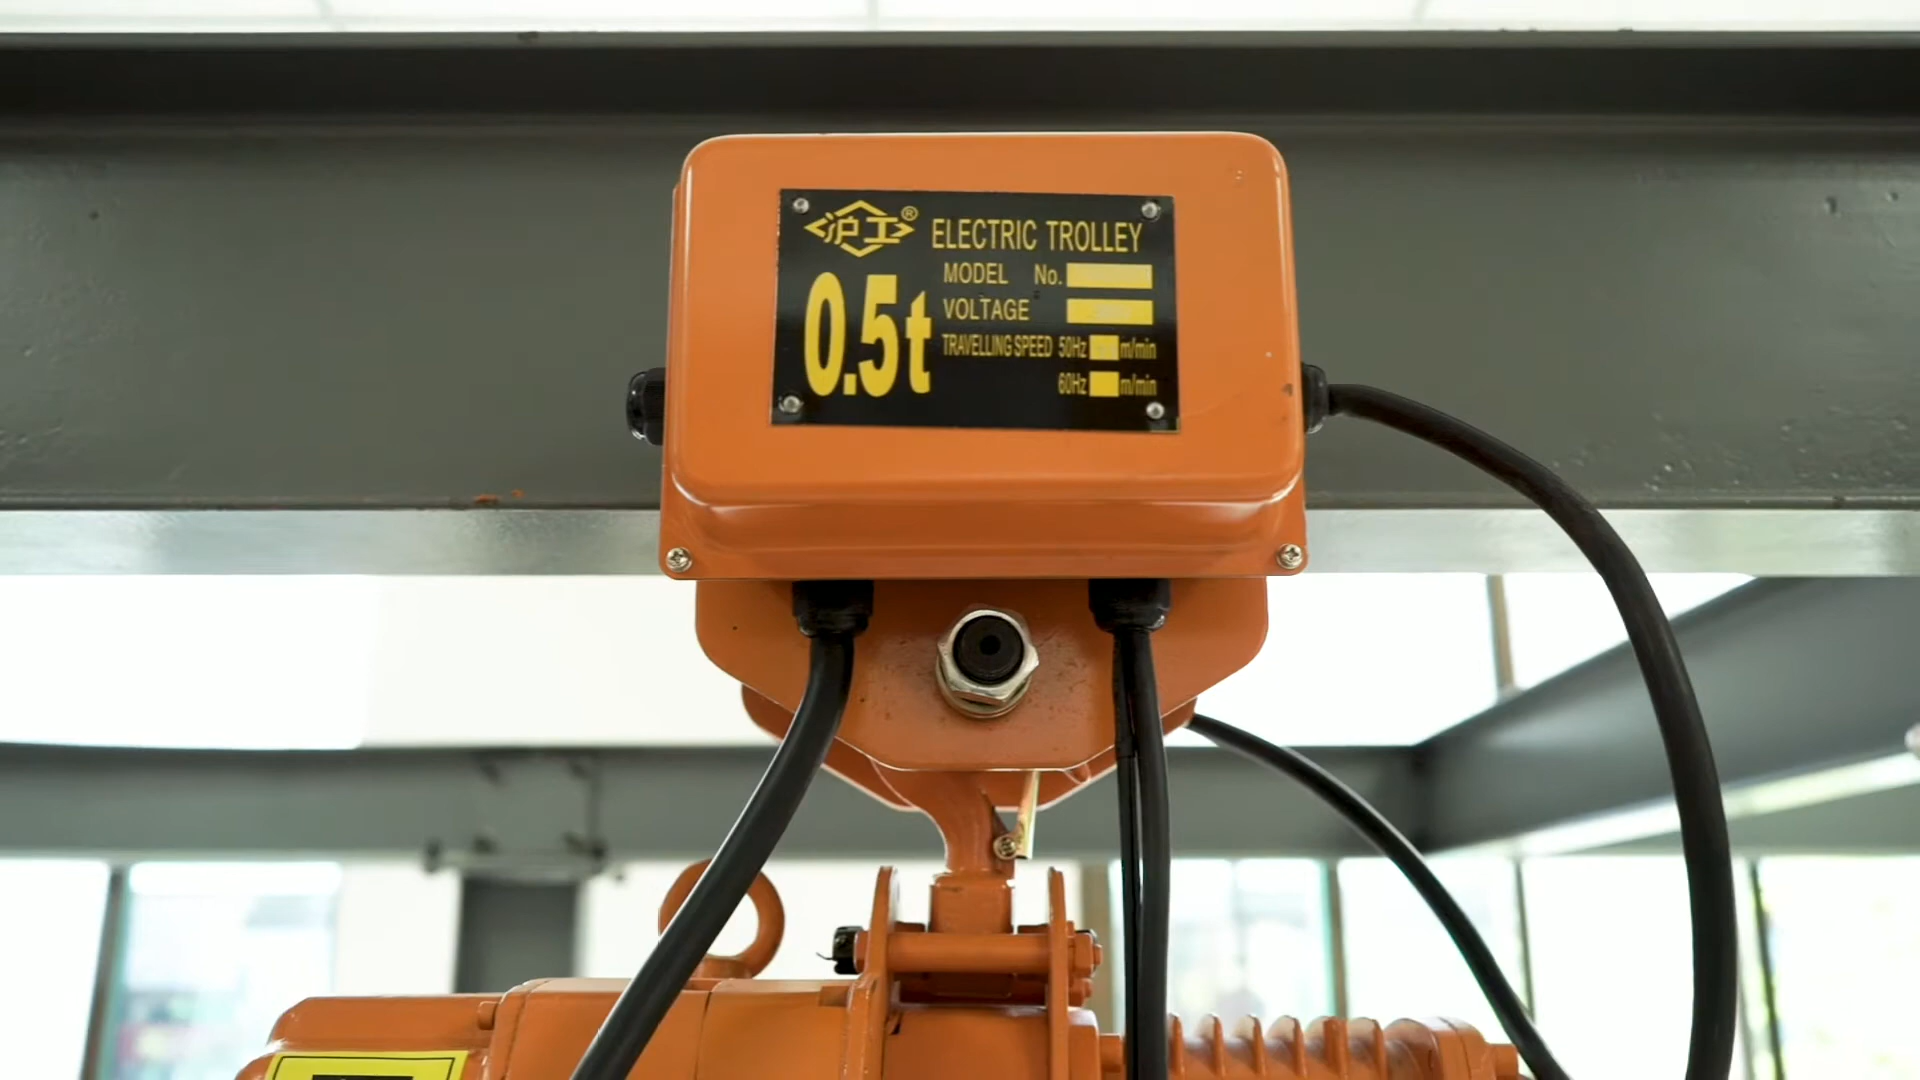 沪工® ELECTRIC TROLLEY
0.5t
MODEL No.
VOLTAGE
TRAVELLING SPEED 50Hz m/min
60Hz m/min